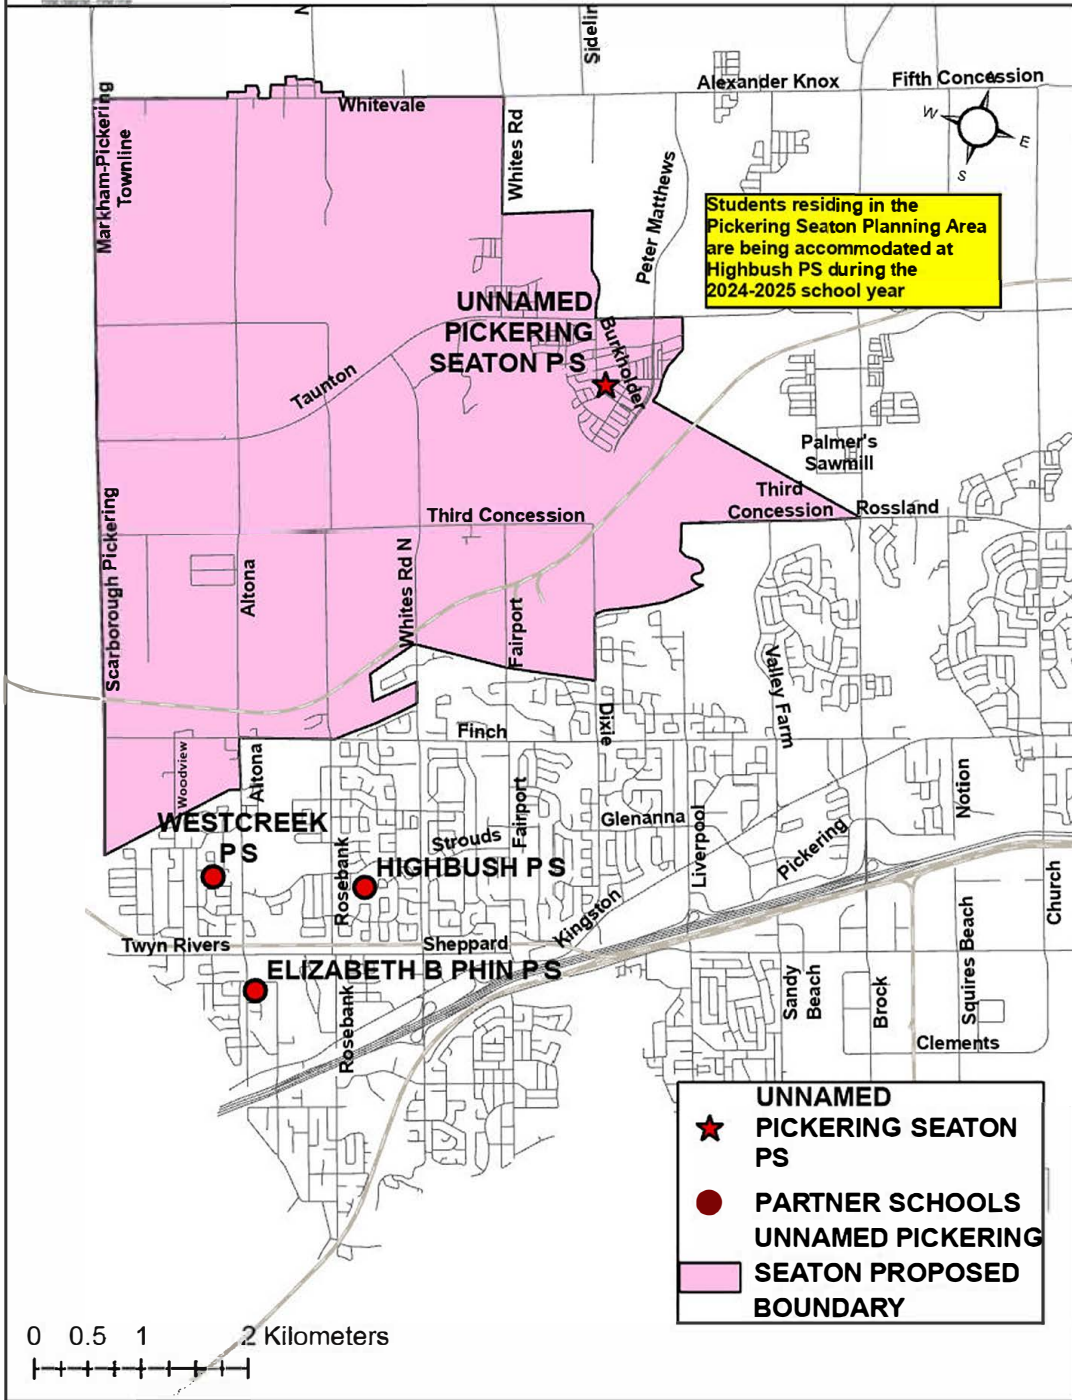 Sidelin
Alexander Knox
Fifth Concession
Whitevale
Markham-Pickering
Townline
Whites Rd
W
E
S
Peter Matthews
Students residing in the
Pickering Seaton Planning Area
are being accommodated at
Highbush PS during the
2024-2025 school year
UNNAMED
PICKERING
SEATON P S
Burkholder
Taunton
Palmer's
Sawmill
Third
Concession
Rossland
Third Concession
Scarborough Pickering
Altona
Whites Rd N
Fairport
Valley Farm
Dixie
Finch
Woodview
Altona
Fairport
Notion
WESTCREEK
P S
Strouds
Glenanna
Liverpool
Pickering
Rosebank
HIGHBUSH P S
Kingston
Church
Twyn Rivers
Sheppard
ELIZABETH B PHIN P S
Rosebank
Sandy
Beach
Brock
Squires Beach
Clements
UNNAMED
PICKERING SEATON
PS
PARTNER SCHOOLS
UNNAMED PICKERING
SEATON PROPOSED
BOUNDARY
0 0.5 1 2 Kilometers